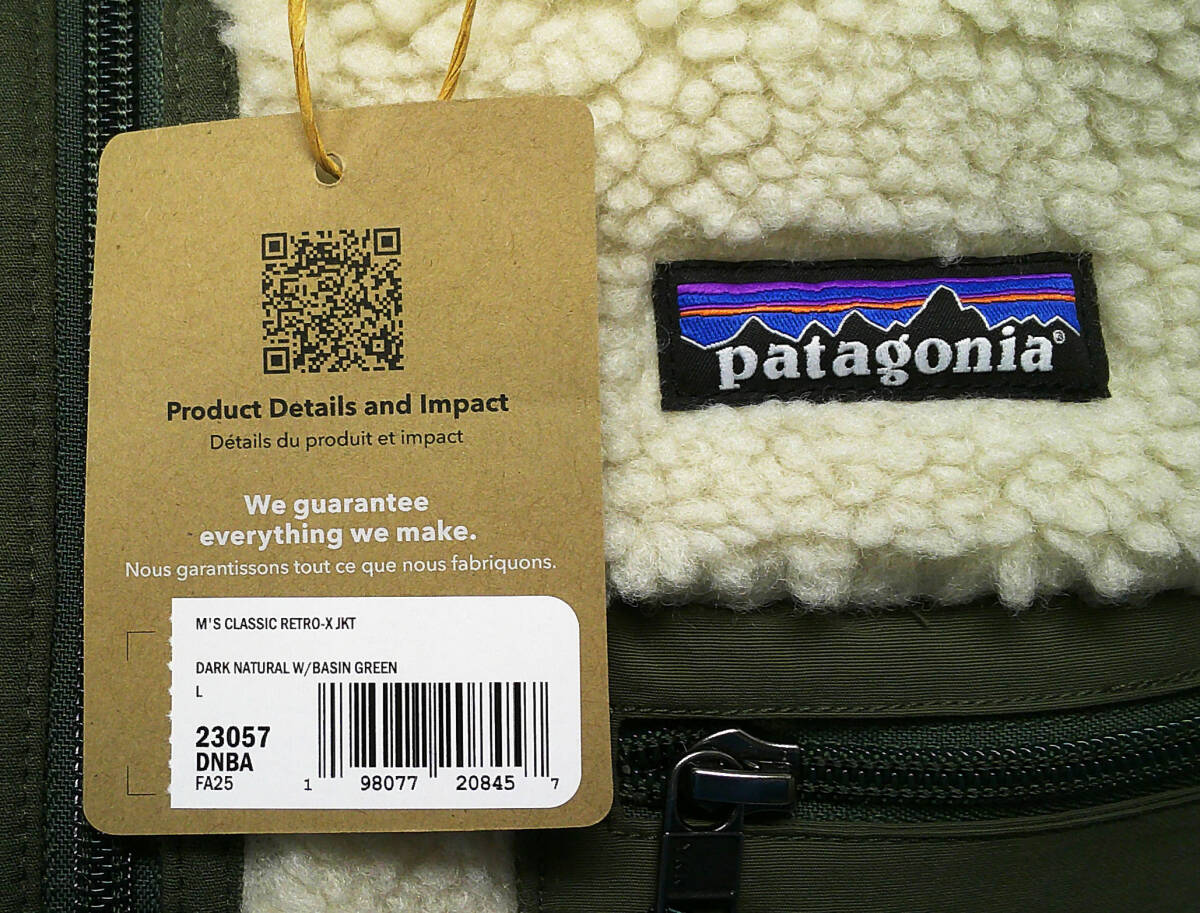 Product Details and Impact
Détails du produit et impact
We guarantee
everything we make.
Nous garantissons tout ce que nous fabriquons.
M'S CLASSIC RETRO-X JKT
DARK NATURAL W/BASIN GREEN
L
23057
DNBA
FA25
1 98077 20845 7
patagonia®